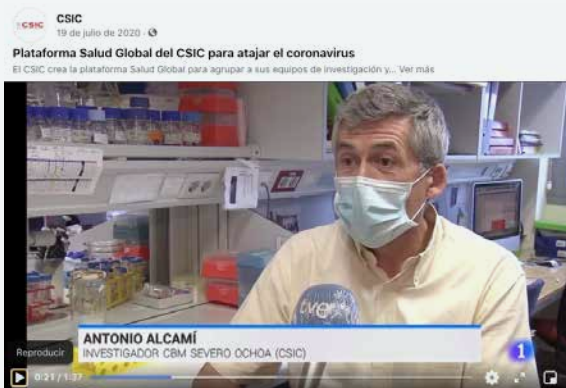 CSIC
CSIC
19 de julio de 2020 ·
Plataforma Salud Global del CSIC para atajar el coronavirus
El CSIC crea la plataforma Salud Global para agrupar a sus equipos de investigación y... Ver más
tve
ANTONIO ALCAMÍ
INVESTIGADOR CBM SEVERO OCHOA (CSIC)
1
Reproducir
0:21 / 1:37